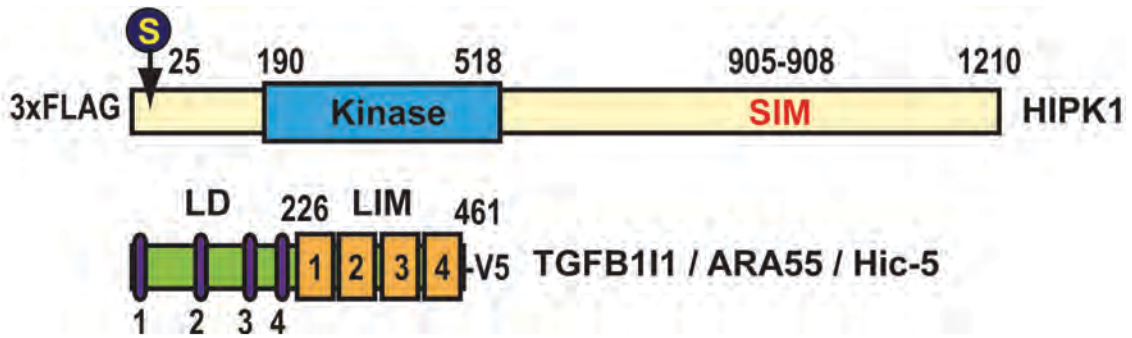 S
25 190 518 905-908 1210
3xFLAG Kinase SIM HIPK1
LD 226 LIM 461
1 2 3 4 -V5 TGFB1I1 / ARA55 / Hic-5
1 2 3 4